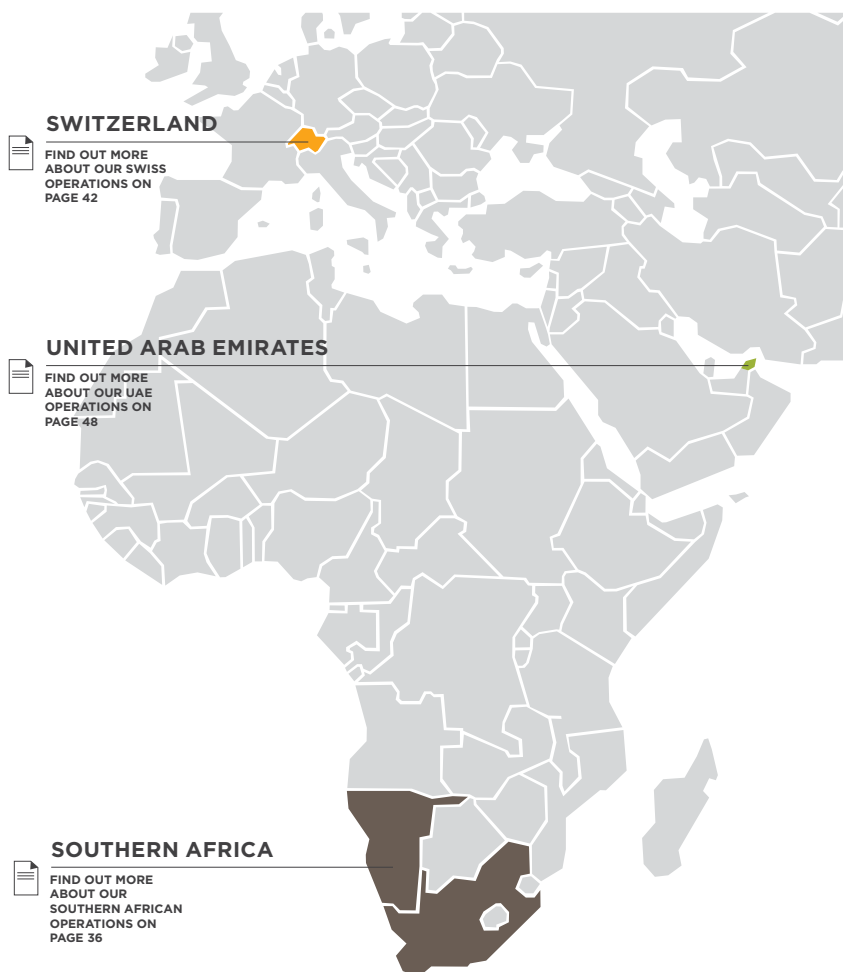 SWITZERLAND
FIND OUT MORE
ABOUT OUR SWISS
OPERATIONS ON
PAGE 42
UNITED ARAB EMIRATES
FIND OUT MORE
ABOUT OUR UAE
OPERATIONS ON
PAGE 48
SOUTHERN AFRICA
FIND OUT MORE
ABOUT OUR
SOUTHERN AFRICAN
OPERATIONS ON
PAGE 36